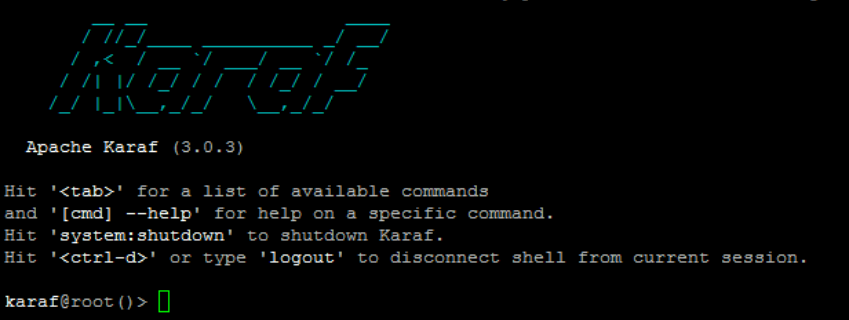 Karaf
Apache Karaf (3.0.3)
Hit '<tab>' for a list of available commands
and '[cmd] --help' for help on a specific command.
Hit 'system:shutdown' to shutdown Karaf.
Hit '<ctrl-d>' or type 'logout' to disconnect shell from current session.
karaf@root()>